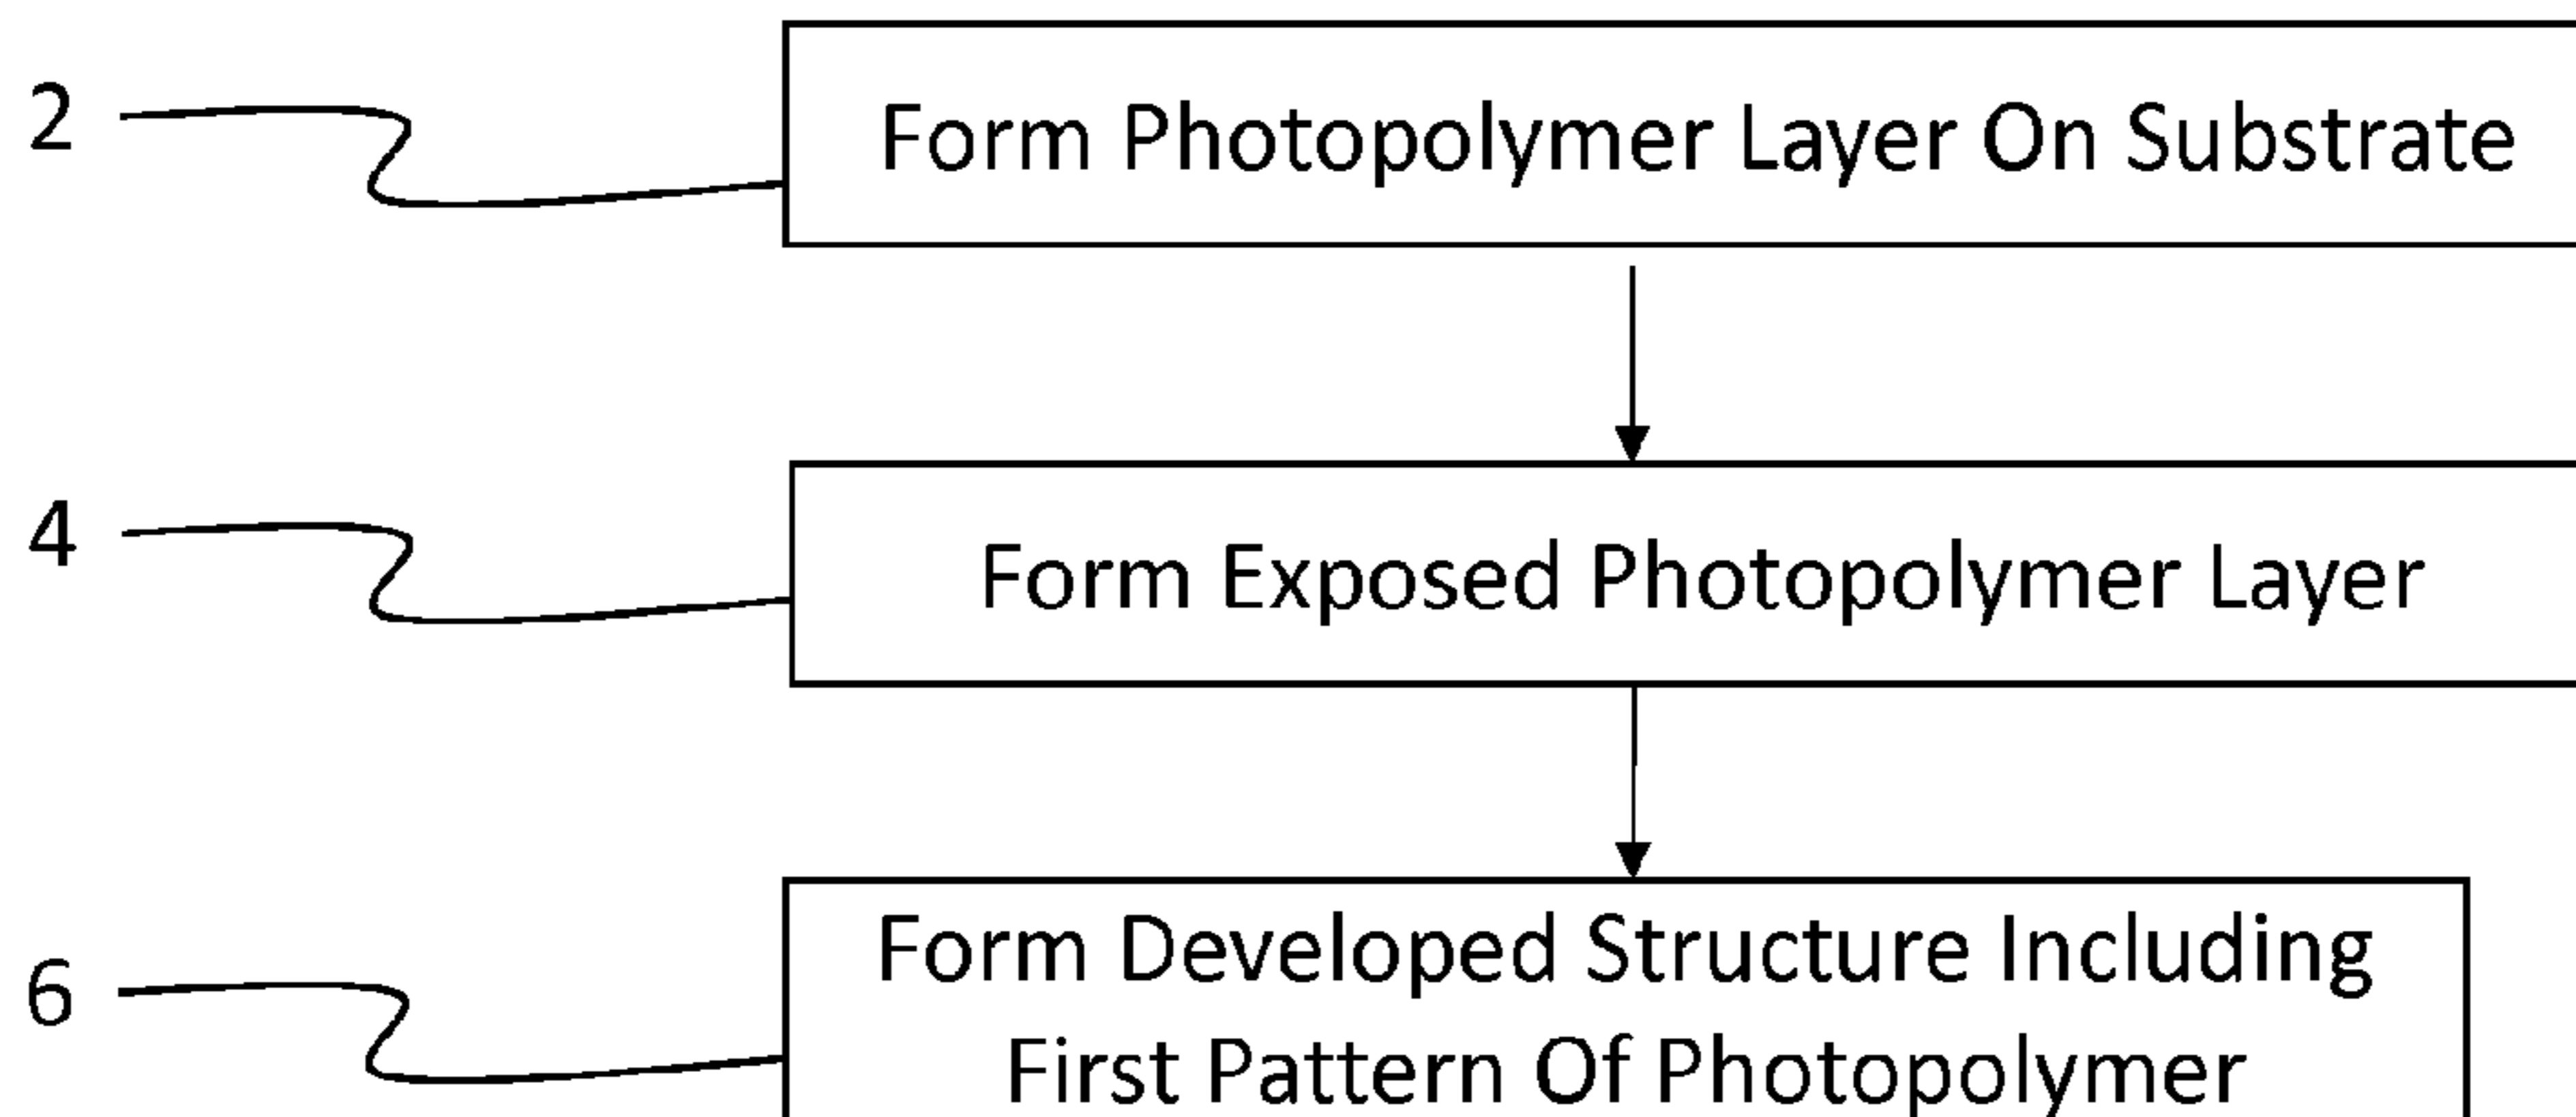 2
Form Photopolymer Layer On Substrate
4
Form Exposed Photopolymer Layer
6
Form Developed Structure Including
First Pattern Of Photopolymer